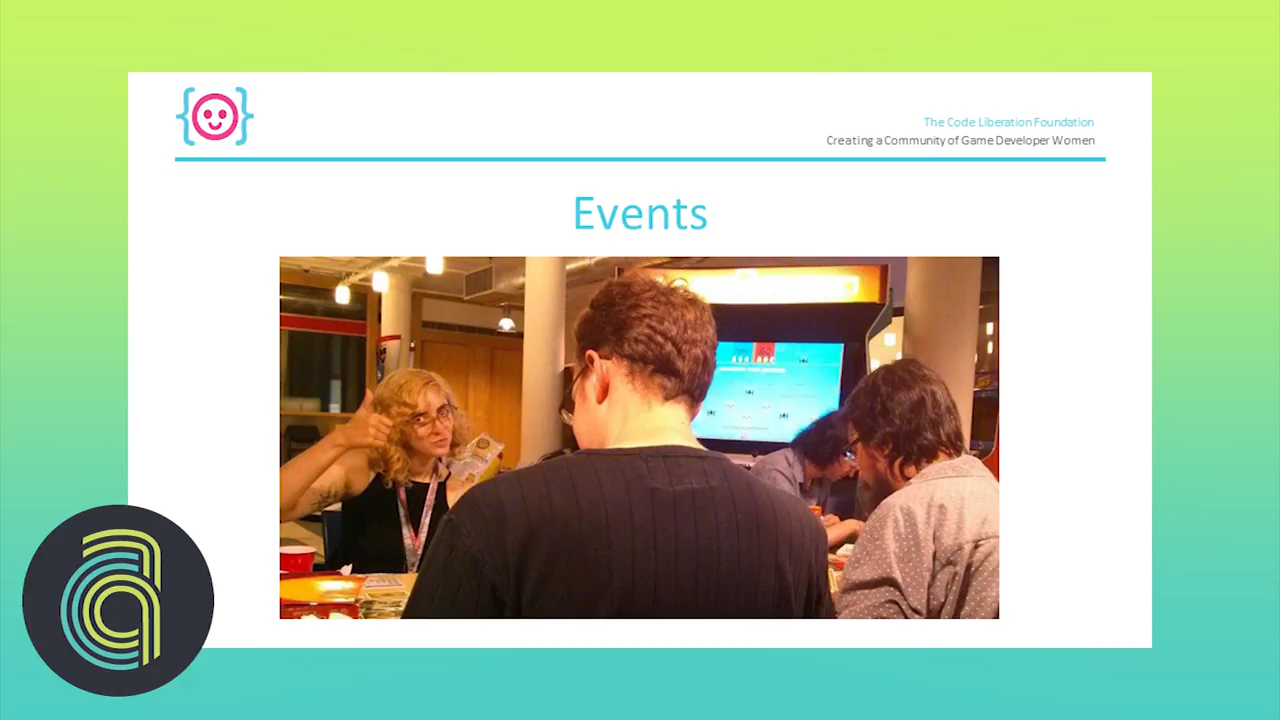 The Code Liberation Foundation
Creating a Community of Game Developer Women
Events